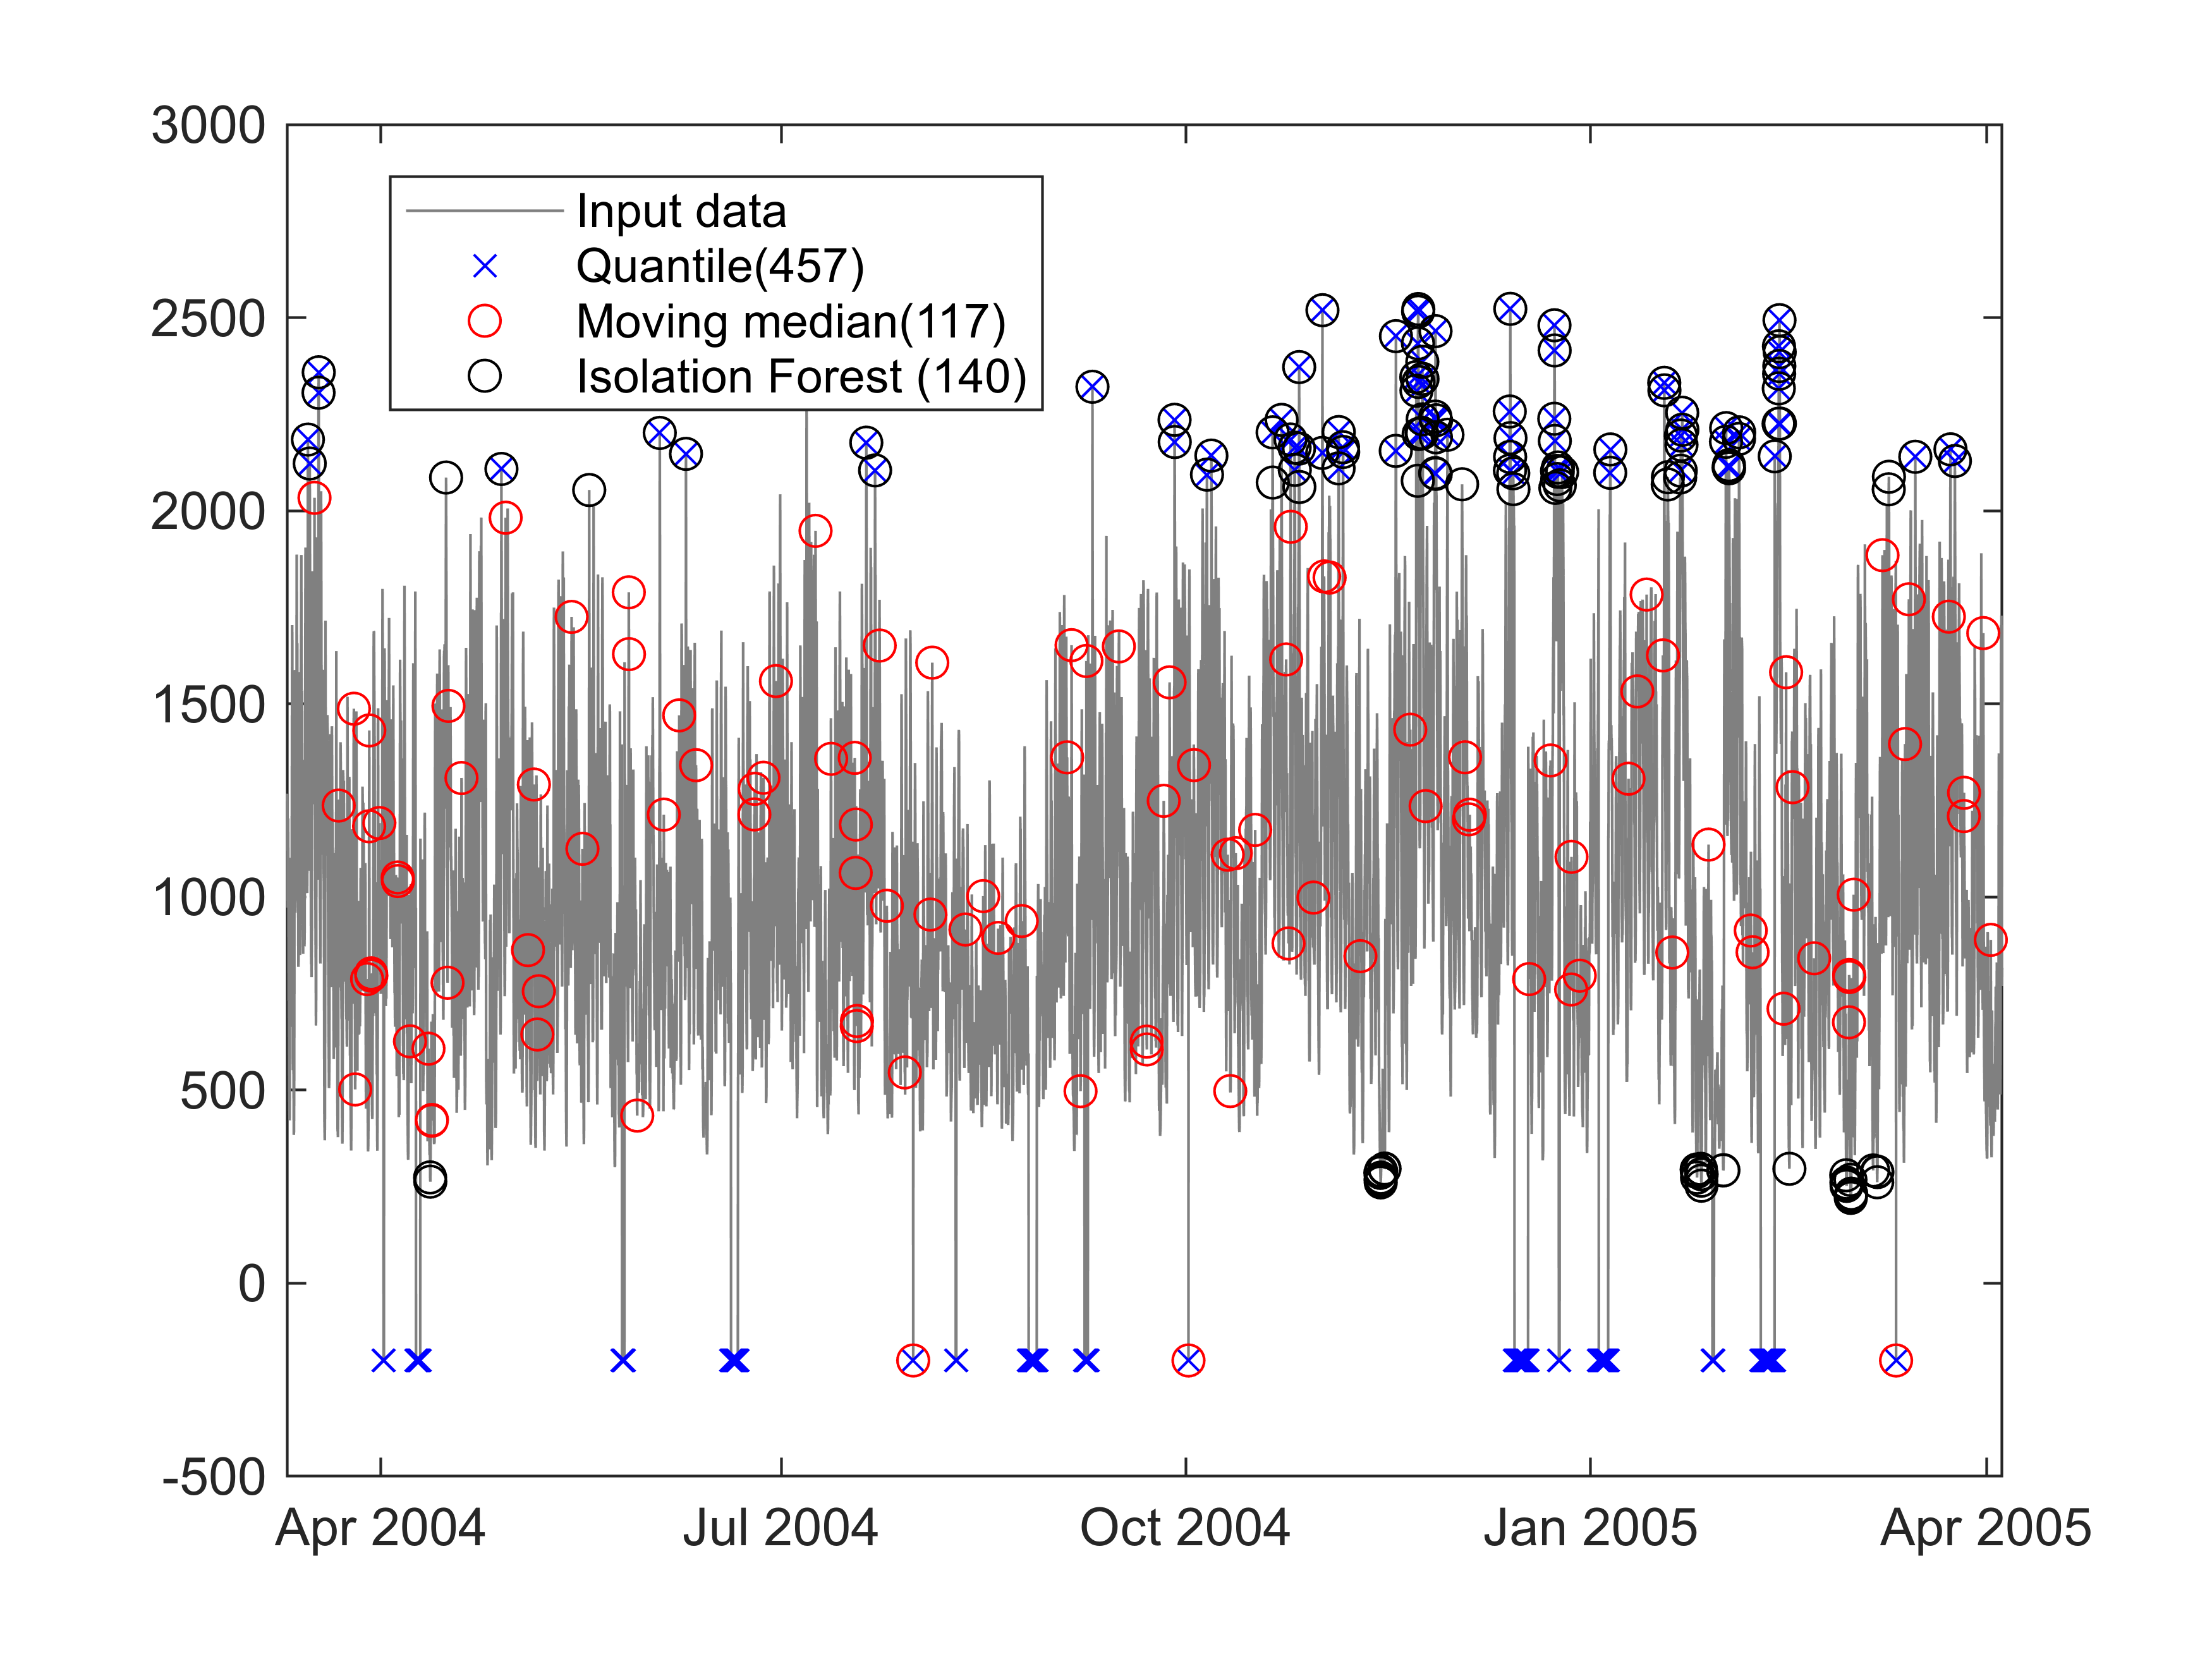 3000
2500
2000
1500
1000
500
0
-500
Input data
Quantile(457)
Moving median(117)
Isolation Forest (140)
Apr 2004 Jul 2004 Oct 2004 Jan 2005 Apr 2005